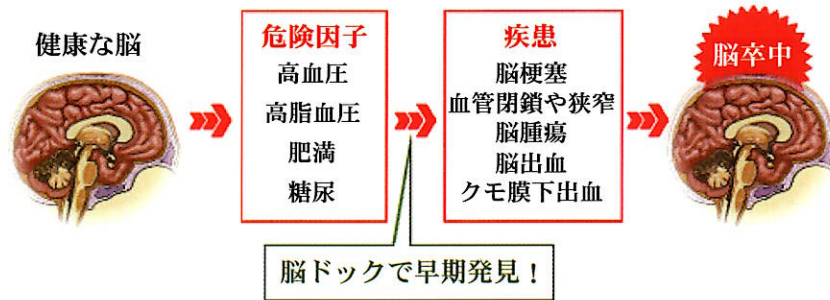 健康な脳
危険因子
高血圧
高脂血圧
肥満
糖尿
疾患
脳梗塞
血管閉鎖や狭窄
脳腫瘍
脳出血
クモ膜下出血
脳卒中
脳ドックで早期発見！